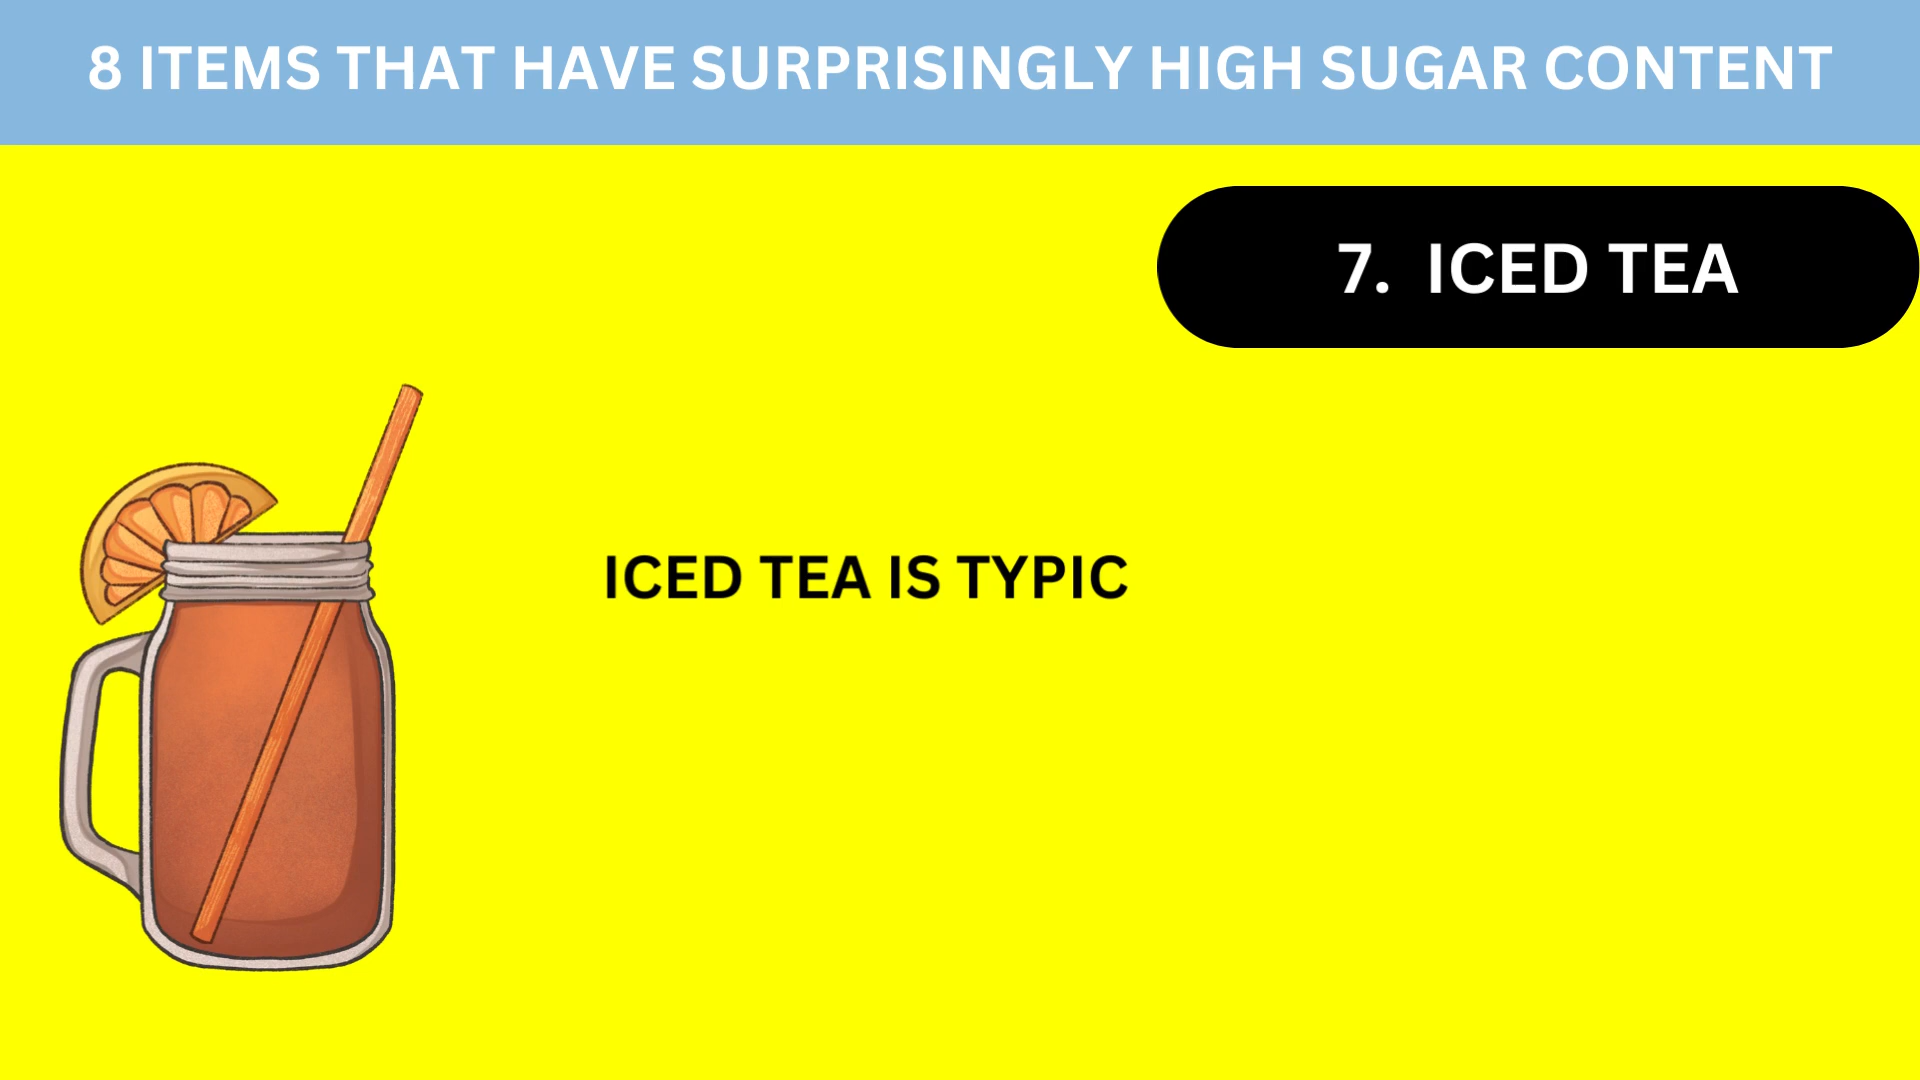 8 ITEMS THAT HAVE SURPRISINGLY HIGH SUGAR CONTENT
7. ICED TEA
ICED TEA IS TYPIC